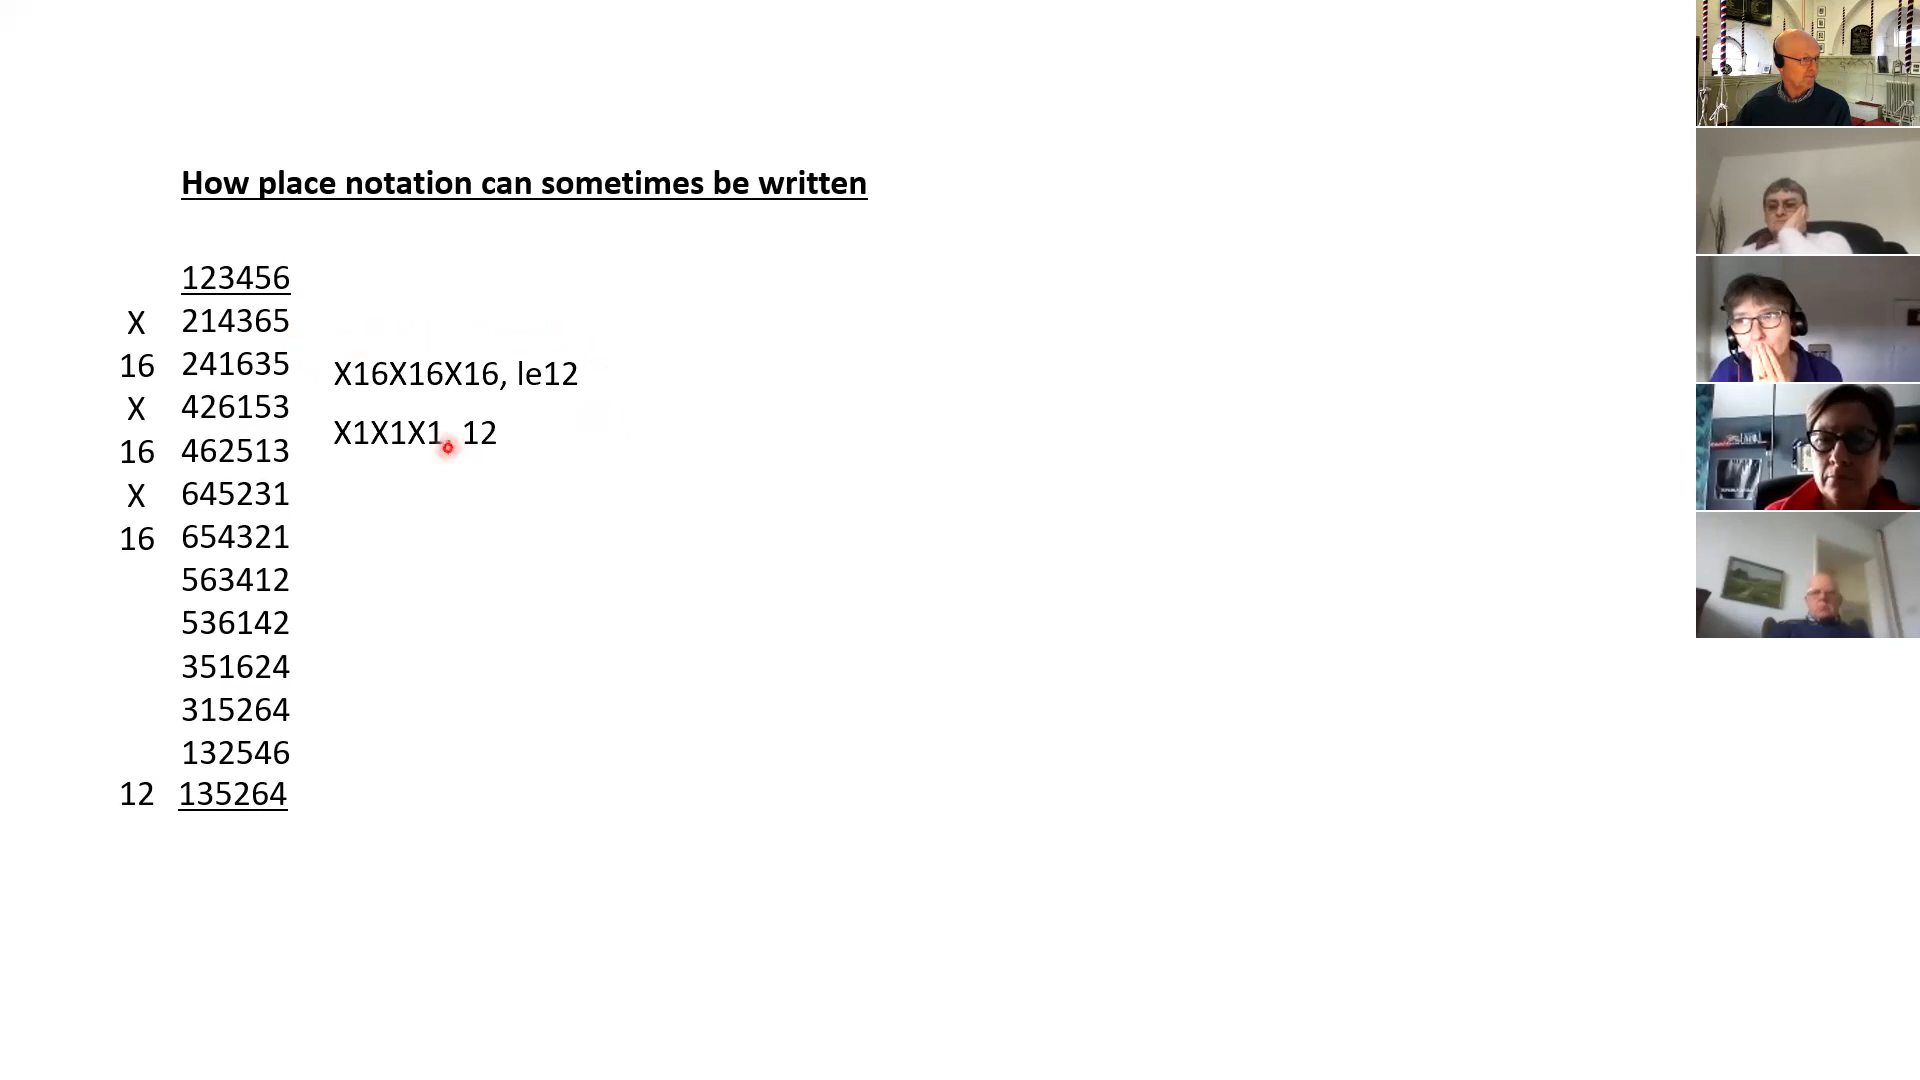 How place notation can sometimes be written
123456
X 214365
16 241635
X16X16X16, le12
X 426153
X1X1X1, 12
16 462513
X 645231
16 654321
563412
536142
351624
315264
132546
12 135264